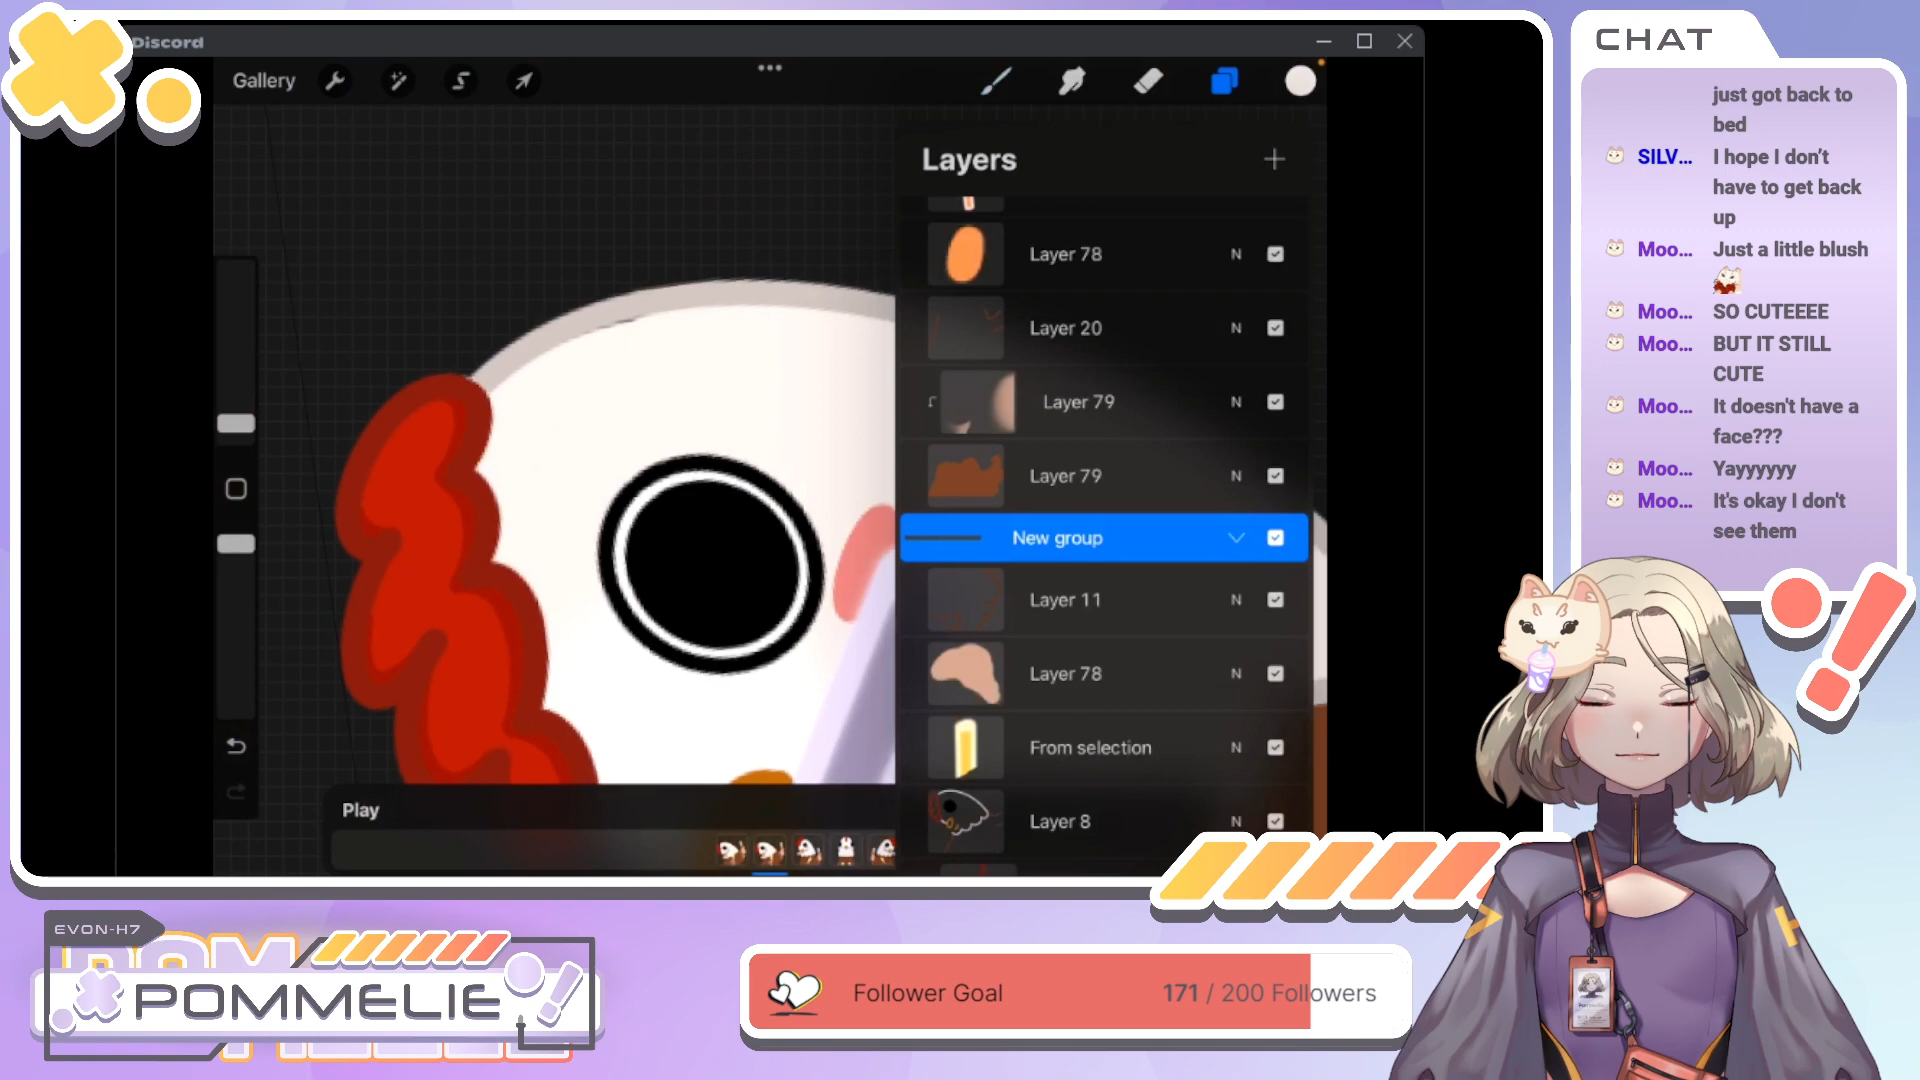 Discord
Gallery
Layers
Layer 78
N
Layer 20
N
Layer 79
N
Layer 79
N
New group
Layer 11
N
Layer 78
N
From selection
N
Layer 8
N
Play
CHAT
just got back to
bed
SILV... I hope I don't
have to get back
up
Moo... Just a little blush
Moo... SO CUTEEEE
Moo... BUT IT STILL
CUTE
Moo... It doesn't have a
face???
Moo... Yayyyyyy
Moo... It's okay I don't
see them
EVON-H7
POMMELIE
Follower Goal
171 / 200 Followers